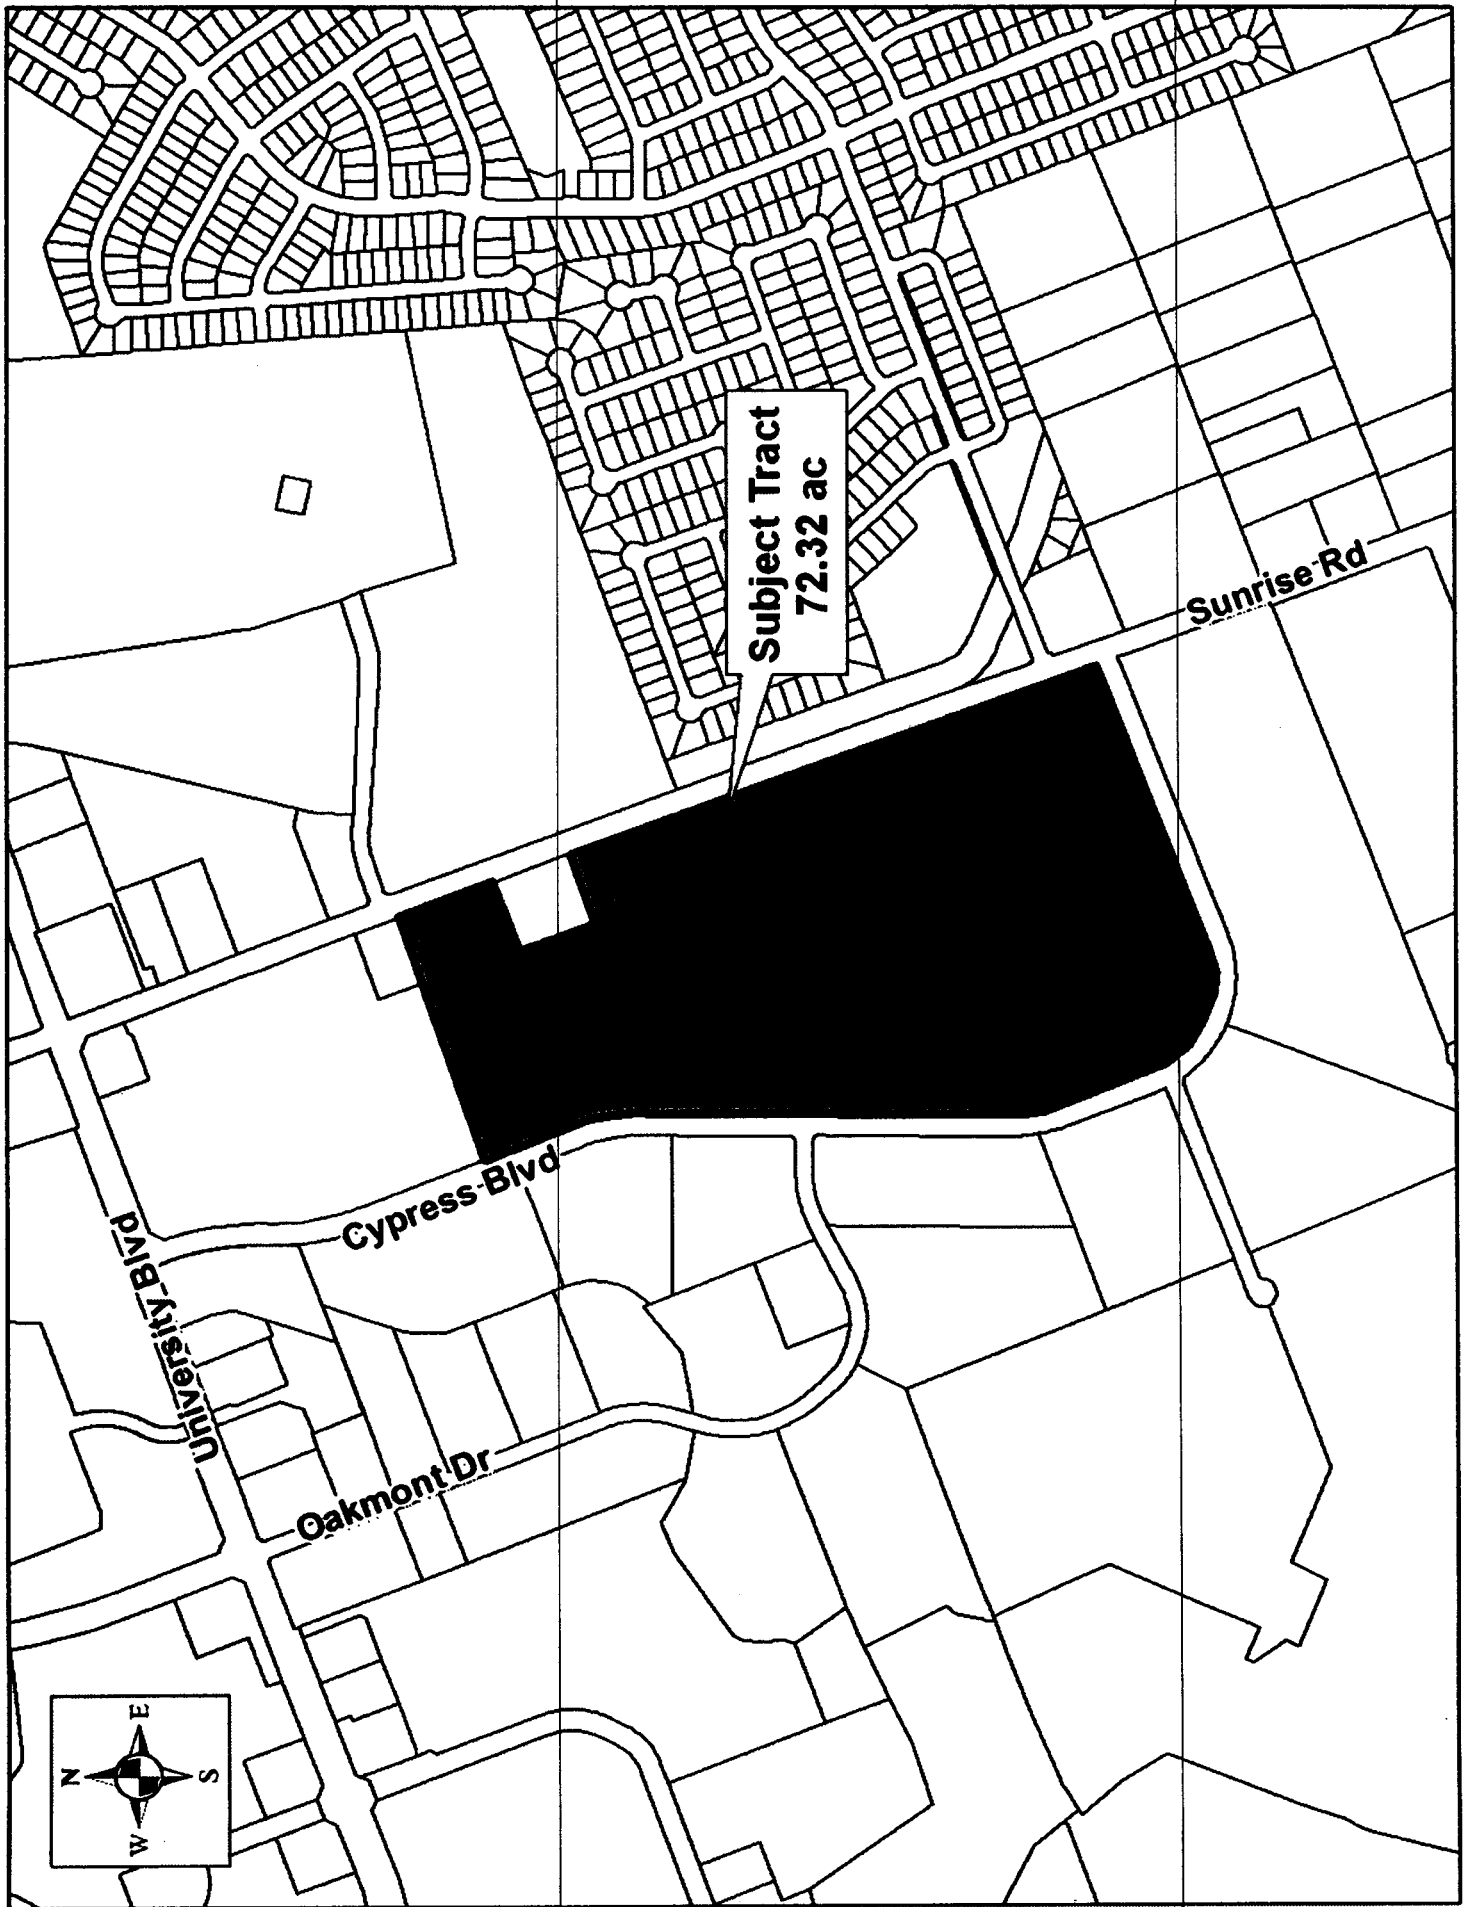 Subject Tract
72.32 ac
Sunrise Rd
Cypress Blvd
University Blvd
Oakmont Dr
N
W
E
S